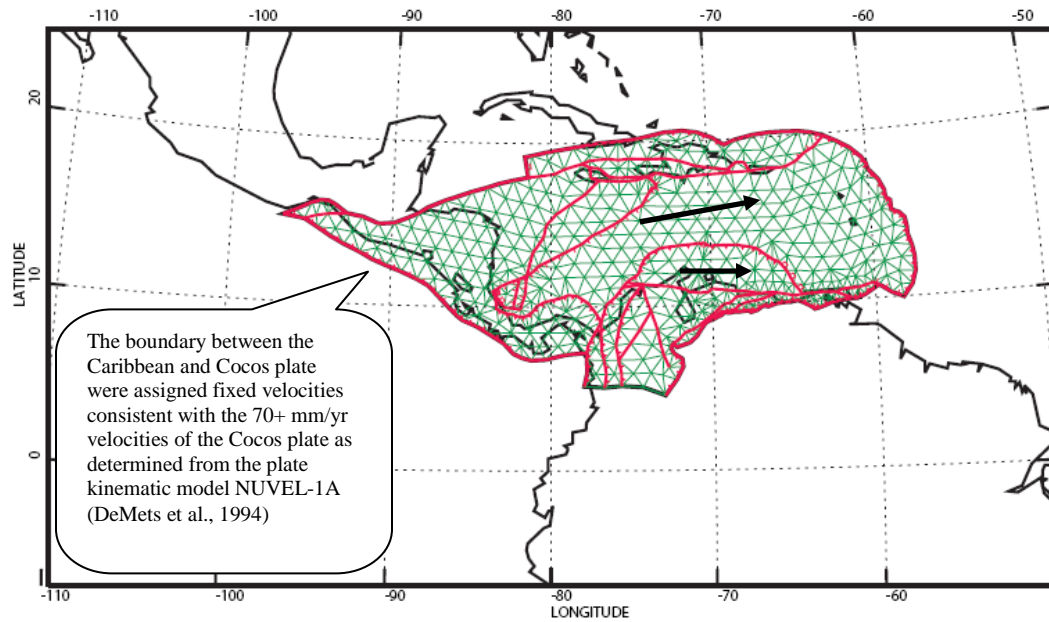 -110 -100 -90 -80 -70 -60 -50
20
10
0
LATITUDE
The boundary between the
Caribbean and Cocos plate
were assigned fixed velocities
consistent with the 70+ mm/yr
velocities of the Cocos plate as
determined from the plate
kinematic model NUVEL-1A
(DeMets et al., 1994)
-110 -100 -90 -80 -70 -60
LONGITUDE